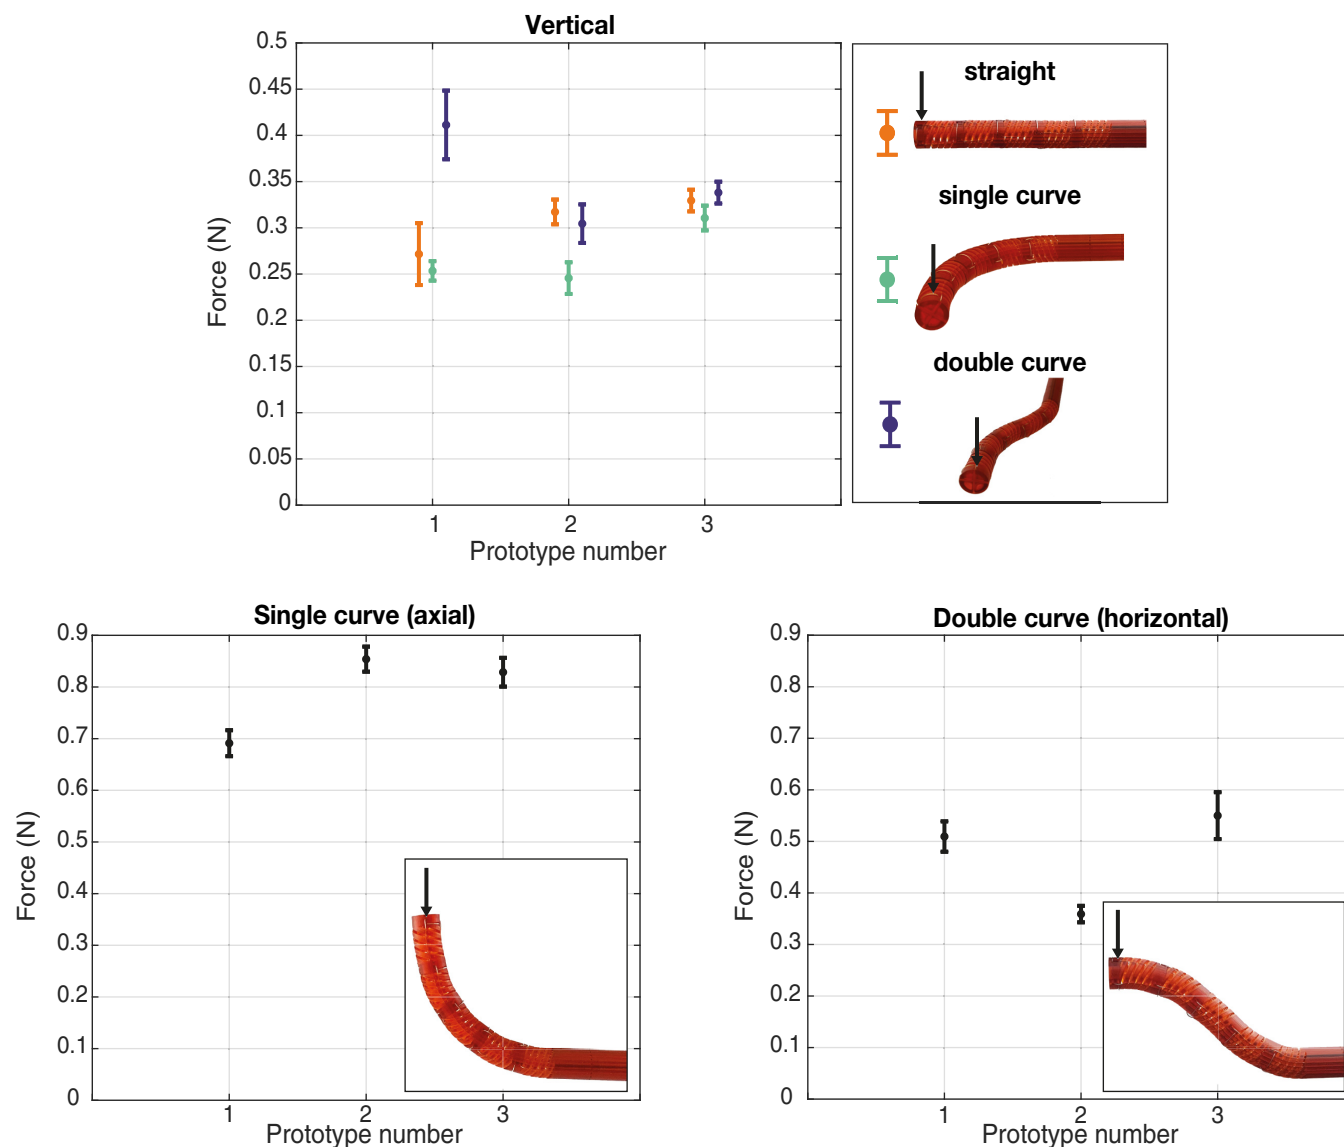 Vertical
0.5
0.45
0.4
0.35
0.3
0.25
0.2
0.15
0.1
0.05
0
Force (N)
1 2 3
Prototype number
straight
single curve
double curve
Single curve (axial)
0.9
0.8
0.7
0.6
0.5
0.4
0.3
0.2
0.1
0
Force (N)
1 2 3
Prototype number
Double curve (horizontal)
0.9
0.8
0.7
0.6
0.5
0.4
0.3
0.2
0.1
0
Force (N)
1 2 3
Prototype number